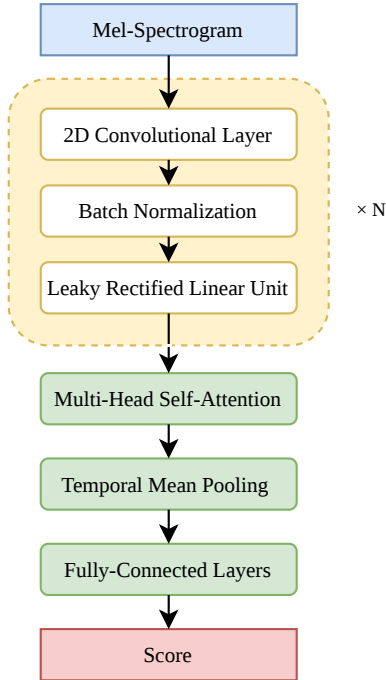 Mel-Spectrogram
2D Convolutional Layer
Batch Normalization
× N
Leaky Rectified Linear Unit
Multi-Head Self-Attention
Temporal Mean Pooling
Fully-Connected Layers
Score